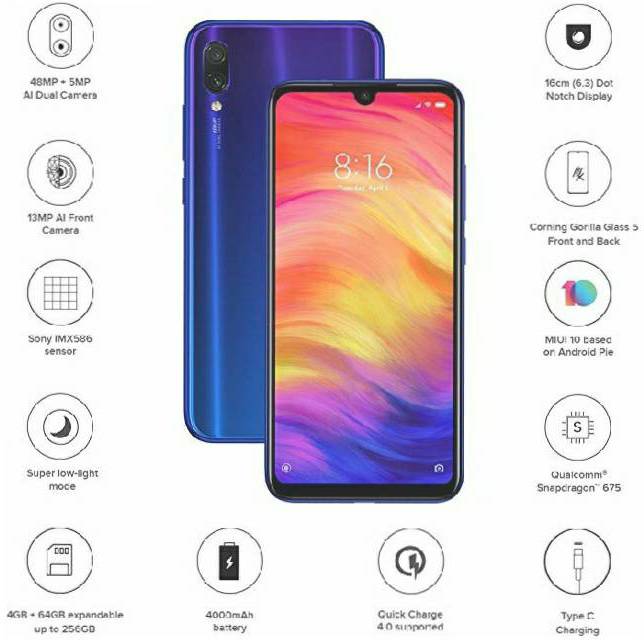 48MP + 5MP
AI Dual Camera
16cm (6.3) Dot
Notch Display
8:16
13MP AI Front
Camera
Corning Gorilla Glass 5
Front and Back
Sony IMX586
sensor
MIUI 10 based
on Android Pie
10
Super low-light
mode
S
Qualcomm®
Snapdragon™ 675
4GB + 64GB expandable
up to 256GB
4000mAh
battery
Quick Charge
4.0 supported
Type C
Charging